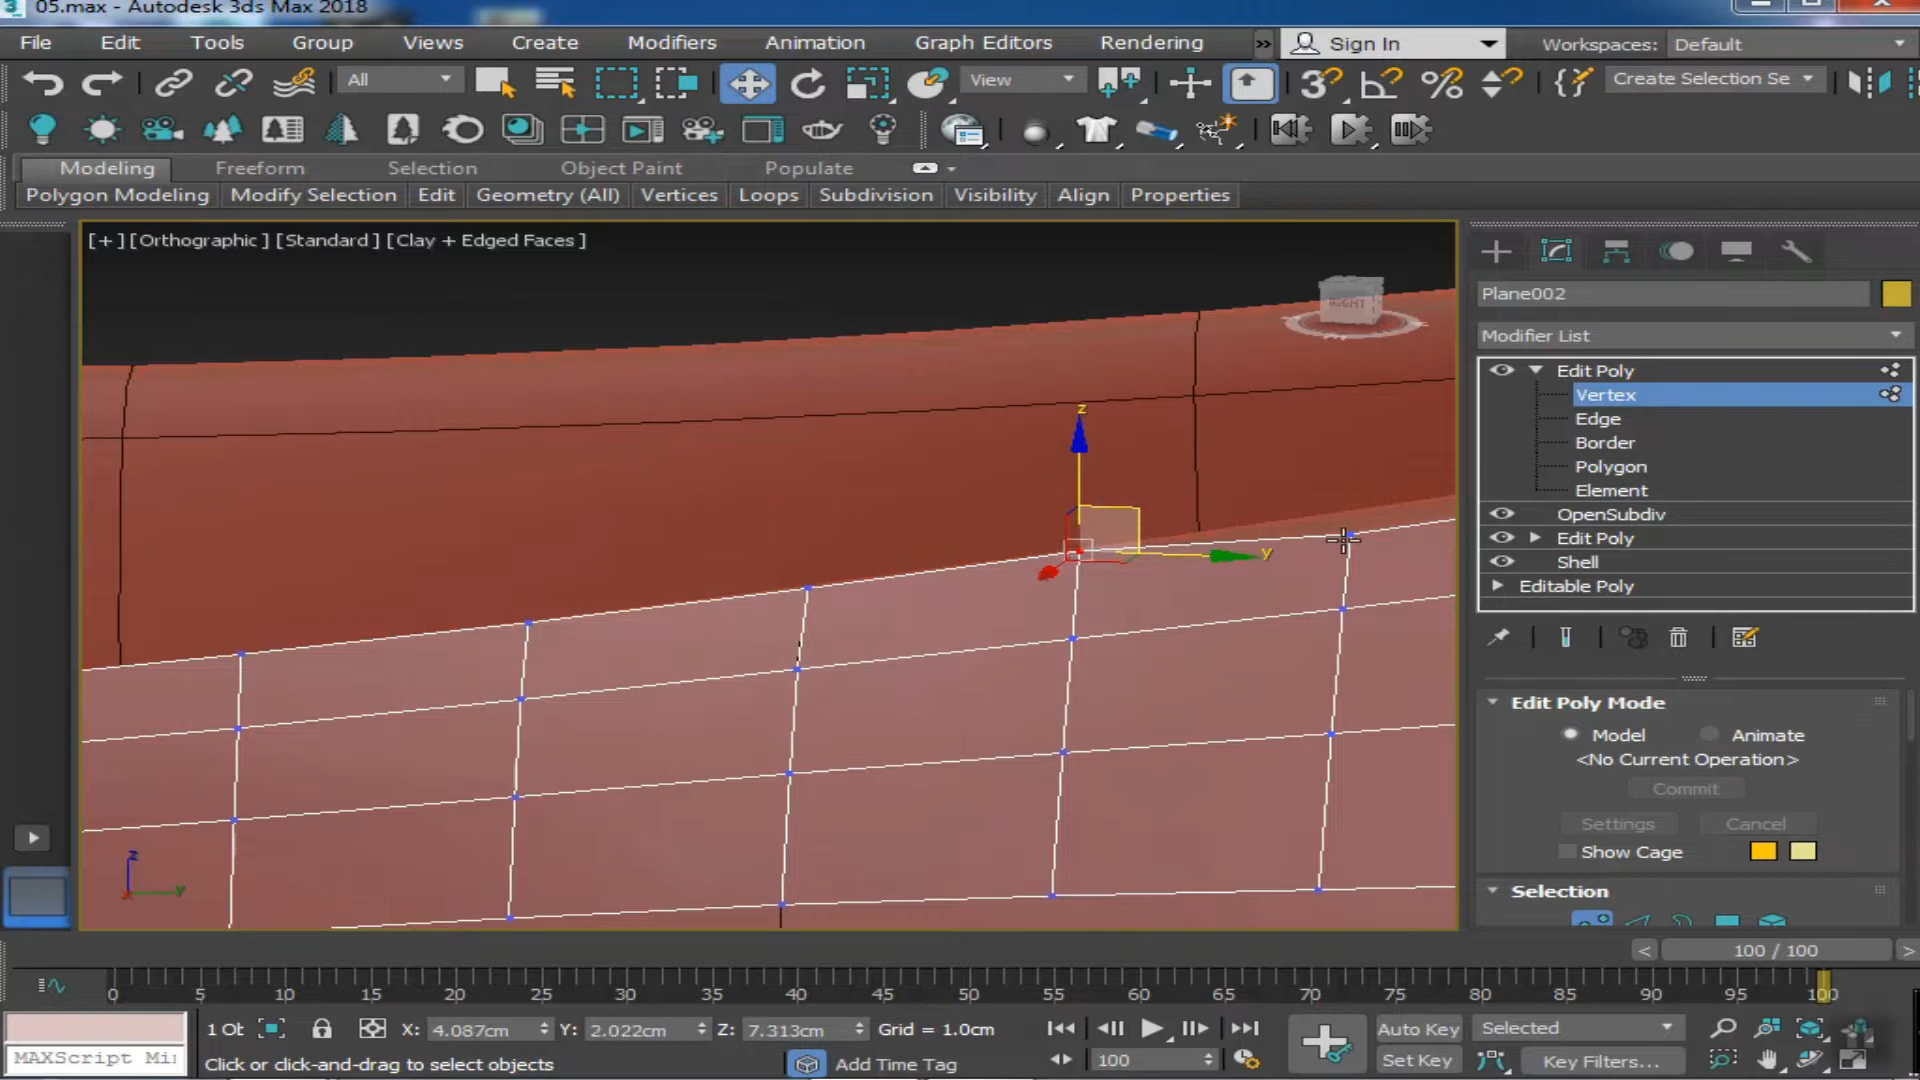 05.max - Autodesk 3ds Max 2018
File Edit Tools Group Views Create Modifiers Animation Graph Editors Rendering >> Sign In Workspaces: Default
All View Create Selection Se
Modeling Freeform Selection Object Paint Populate
Polygon Modeling Modify Selection Edit Geometry (All) Vertices Loops Subdivision Visibility Align Properties
[+] [Orthographic] [Standard] [Clay + Edged Faces]
RIGHT
Plane002
Modifier List
Edit Poly
Vertex
Edge
Border
Polygon
Element
OpenSubdiv
Edit Poly
Shell
Editable Poly
z
y
Edit Poly Mode
Model Animate
<No Current Operation>
Commit
Settings Cancel
Show Cage
Selection
z
x y
< 100 / 100 >
0 5 10 15 20 25 30 35 40 45 50 55 60 65 70 75 80 85 90 95 100
1 Ot X: 4.087cm Y: 2.022cm Z: 7.313cm Grid = 1.0cm Auto Key Selected
MAXScript Mi Click or click-and-drag to select objects Add Time Tag 100 Set Key Key Filters...